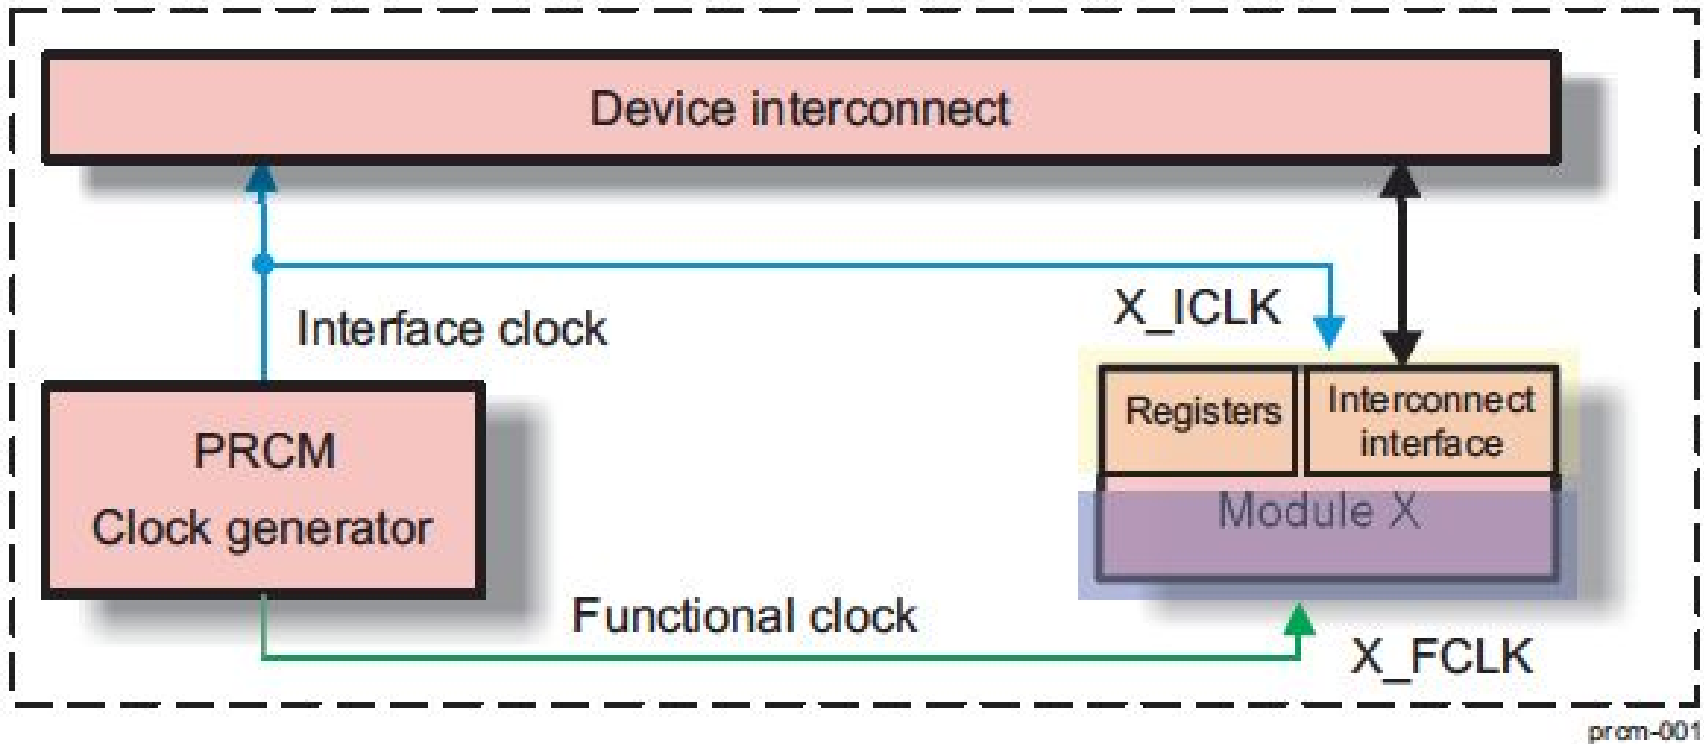 Device interconnect
Interface clock
X_ICLK
PRCM
Clock generator
Registers
Interconnect
interface
Module X
Functional clock
X_FCLK
prcm-001